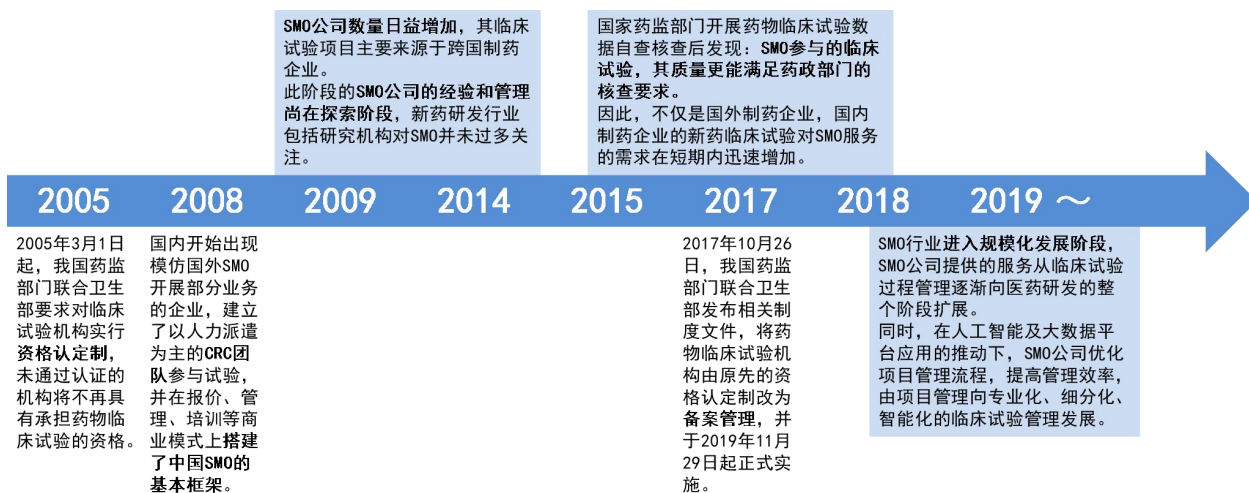 SMO公司数量日益增加，其临床
试验项目主要来源于跨国制药
企业。
此阶段的SMO公司的经验和管理
尚在探索阶段，新药研发行业
包括研究机构对SMO并未过多关
注。
国家药监部门开展药物临床试验数
据自查核查后发现：SMO参与的临床
试验，其质量更能满足药政部门的
核查要求。
因此，不仅是国外制药企业，国内
制药企业的新药临床试验对SMO服务
的需求在短期内迅速增加。
2005 2008 2009 2014 2015 2017 2018 2019 ～
2005年3月1日
起，我国药监
部门联合卫生
部要求对临床
试验机构实行
资格认定制，
未通过认证的
机构将不再具
有承担药物临
床试验的资格。
国内开始出现
模仿国外SMO
开展部分业务
的企业，建立
了以人力派遣
为主的CRC团
队参与试验，
并在报价、管
理、培训等商
业模式上搭建
了中国SMO的
基本框架。
2017年10月26
日，我国药监
部门联合卫生
部发布相关制
度文件，将药
物临床试验机
构由原先的资
格认定制改为
备案管理，并
于2019年11月
29日起正式实
施。
SMO行业进入规模化发展阶段，
SMO公司提供的服务从临床试验
过程管理逐渐向医药研发的整
个阶段扩展。
同时，在人工智能及大数据平
台应用的推动下，SMO公司优化
项目管理流程，提高管理效率，
由项目管理向专业化、细分化、
智能化的临床试验管理发展。